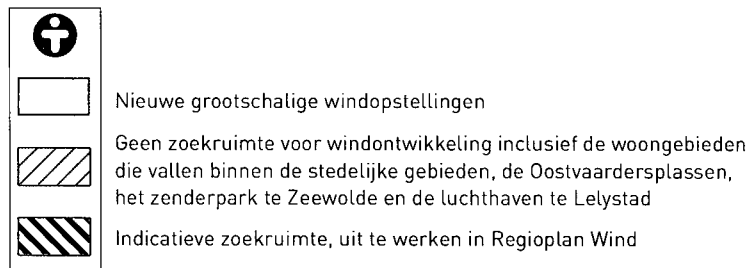 Nieuwe grootschalige windopstellingen
Geen zoekruimte voor windontwikkeling inclusief de woongebieden
die vallen binnen de stedelijke gebieden, de Oostvaardersplassen,
het zenderpark te Zeewolde en de luchthaven te Lelystad
Indicatieve zoekruimte, uit te werken in Regioplan Wind